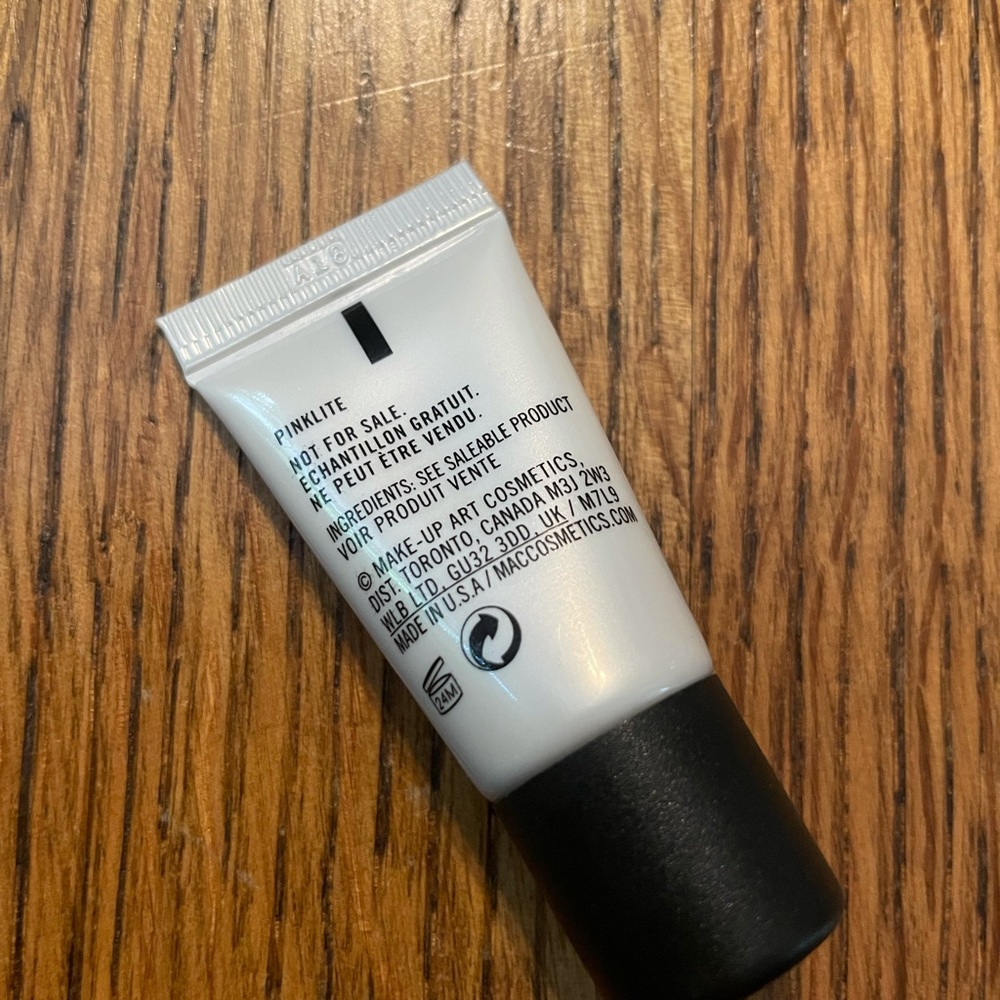 PINKLITE
NOT FOR SALE.
ÉCHANTILLON GRATUIT.
NE PEUT ÊTRE VENDU.
INGREDIENTS: SEE SALEABLE PRODUCT
VOIR PRODUIT VENTE
© MAKE-UP ART COSMETICS,
DIST. TORONTO, CANADA M3J 2W3
WLB LTD, GU32 3DD, UK / M7L9
MADE IN U.S.A / MACCOSMETICS.COM
24M